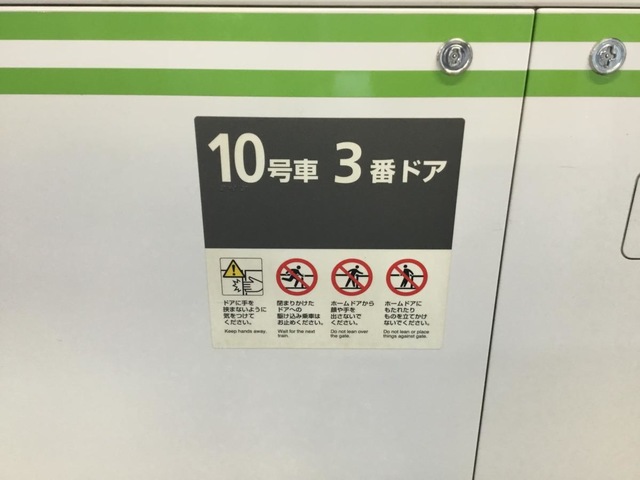 10号車 3番ドア
ドアに手を
挟まないように
気をつけて
ください。
Keep hands away.
閉まりかけた
ドアへの
駆け込み乗車は
お止めください。
Wait for the next
train.
ホームドアから
顔や手を
出さないで
ください。
Do not lean over
the gate.
ホームドアに
もたれたり
ものを立てかけ
ないでください。
Do not lean or place
things against gate.